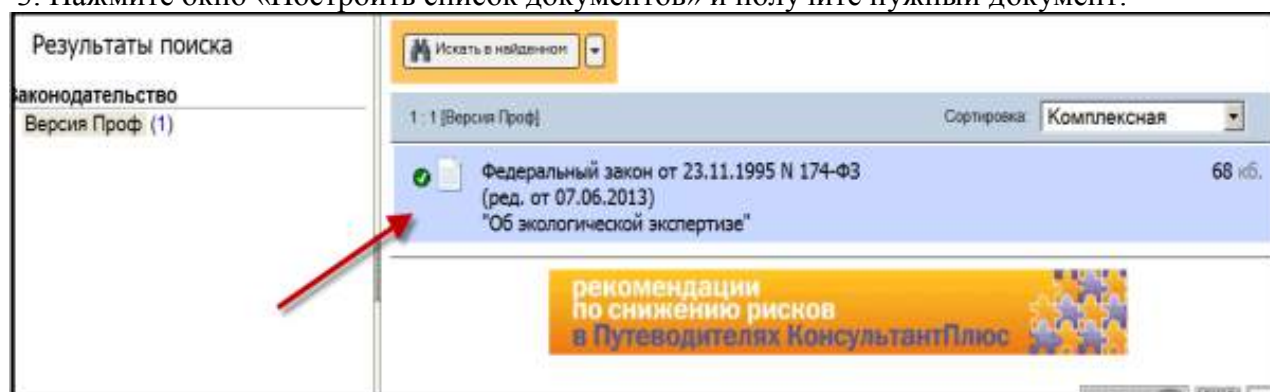 3. Нажмите окно «Построить список документов» и получите нужный документ.
Результаты поиска
Законодательство
Версия Проф (1)
Искать в найденном
1 : 1 [Версия Проф]
Сортировка: Комплексная
Федеральный закон от 23.11.1995 N 174-ФЗ
(ред. от 07.06.2013)
"Об экологической экспертизе"
68 кб.
рекомендации
по снижению рисков
в Путеводителях КонсультантПлюс